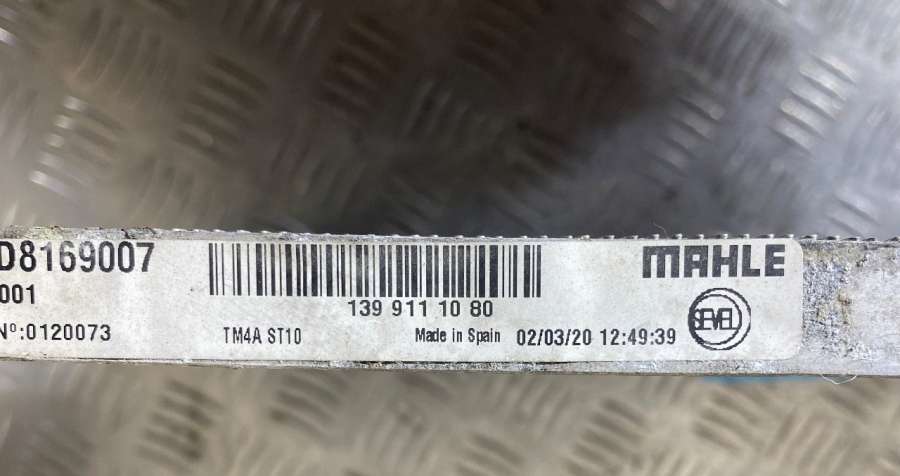 D8169007
139 911 10 80
MAHLE
001
SEVEL
Nº:0120073
TM4A ST10
Made in Spain
02/03/20 12:49:39